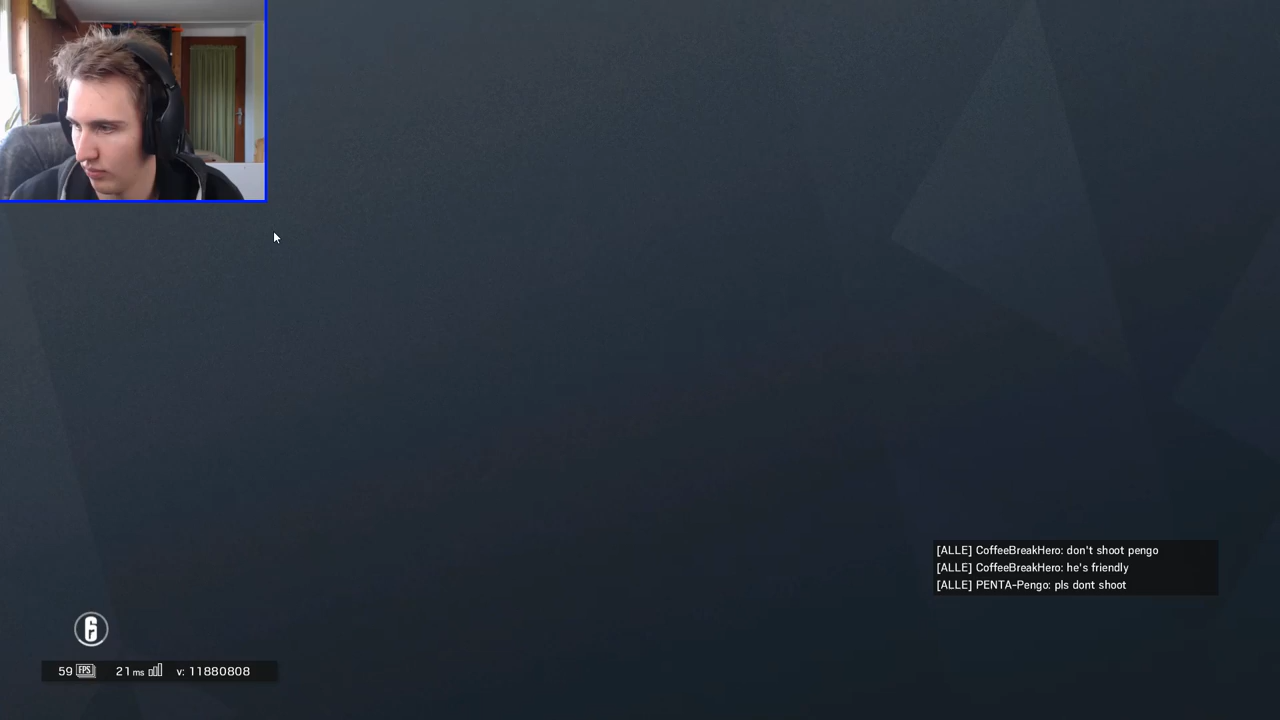 [ALLE] CoffeeBreakHero: don't shoot pengo
[ALLE] CoffeeBreakHero: he's friendly
[ALLE] PENTA-Pengo: pls dont shoot
6
59 FPS 21 ms v: 11880808